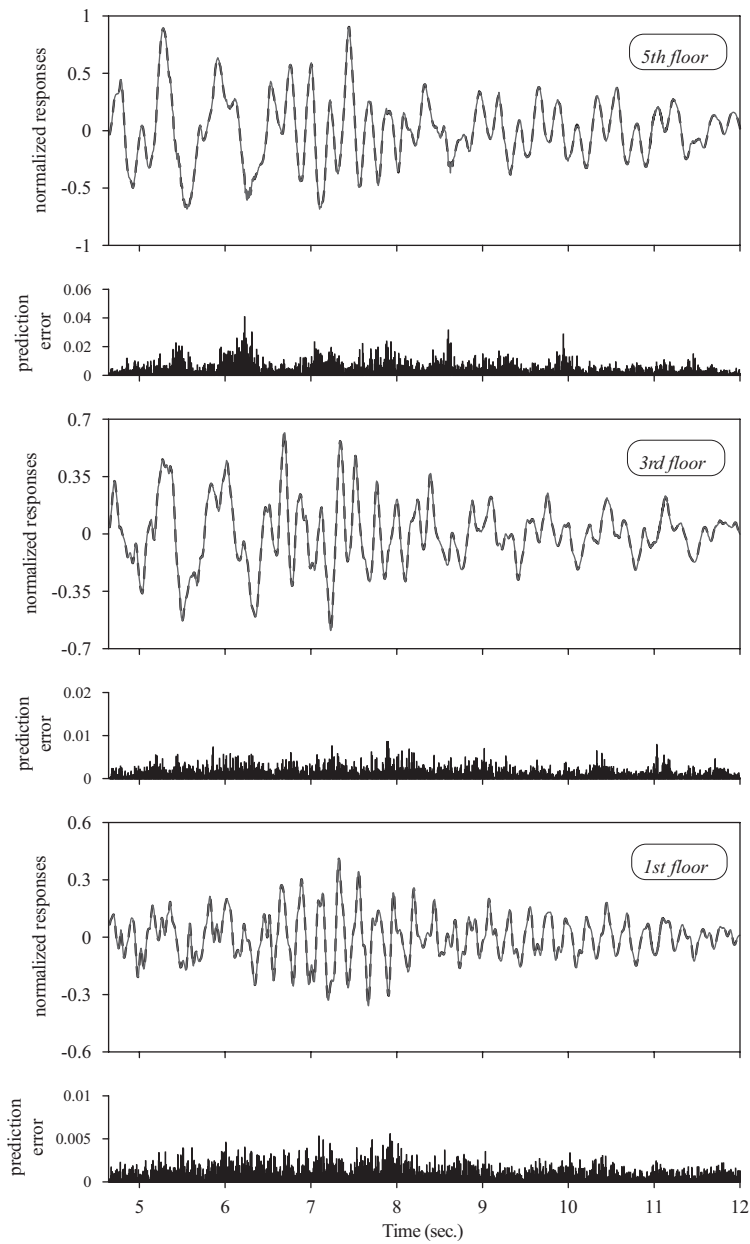 1
0.5
0
-0.5
-1
normalized responses
5th floor
0.06
0.04
0.02
0
prediction
error
0.7
0.35
0
-0.35
-0.7
normalized responses
3rd floor
0.02
0.01
0
prediction
error
0.6
0.3
0
-0.3
-0.6
normalized responses
1st floor
0.01
0.005
0
prediction
error
5 6 7 8 9 10 11 12
Time (sec.)